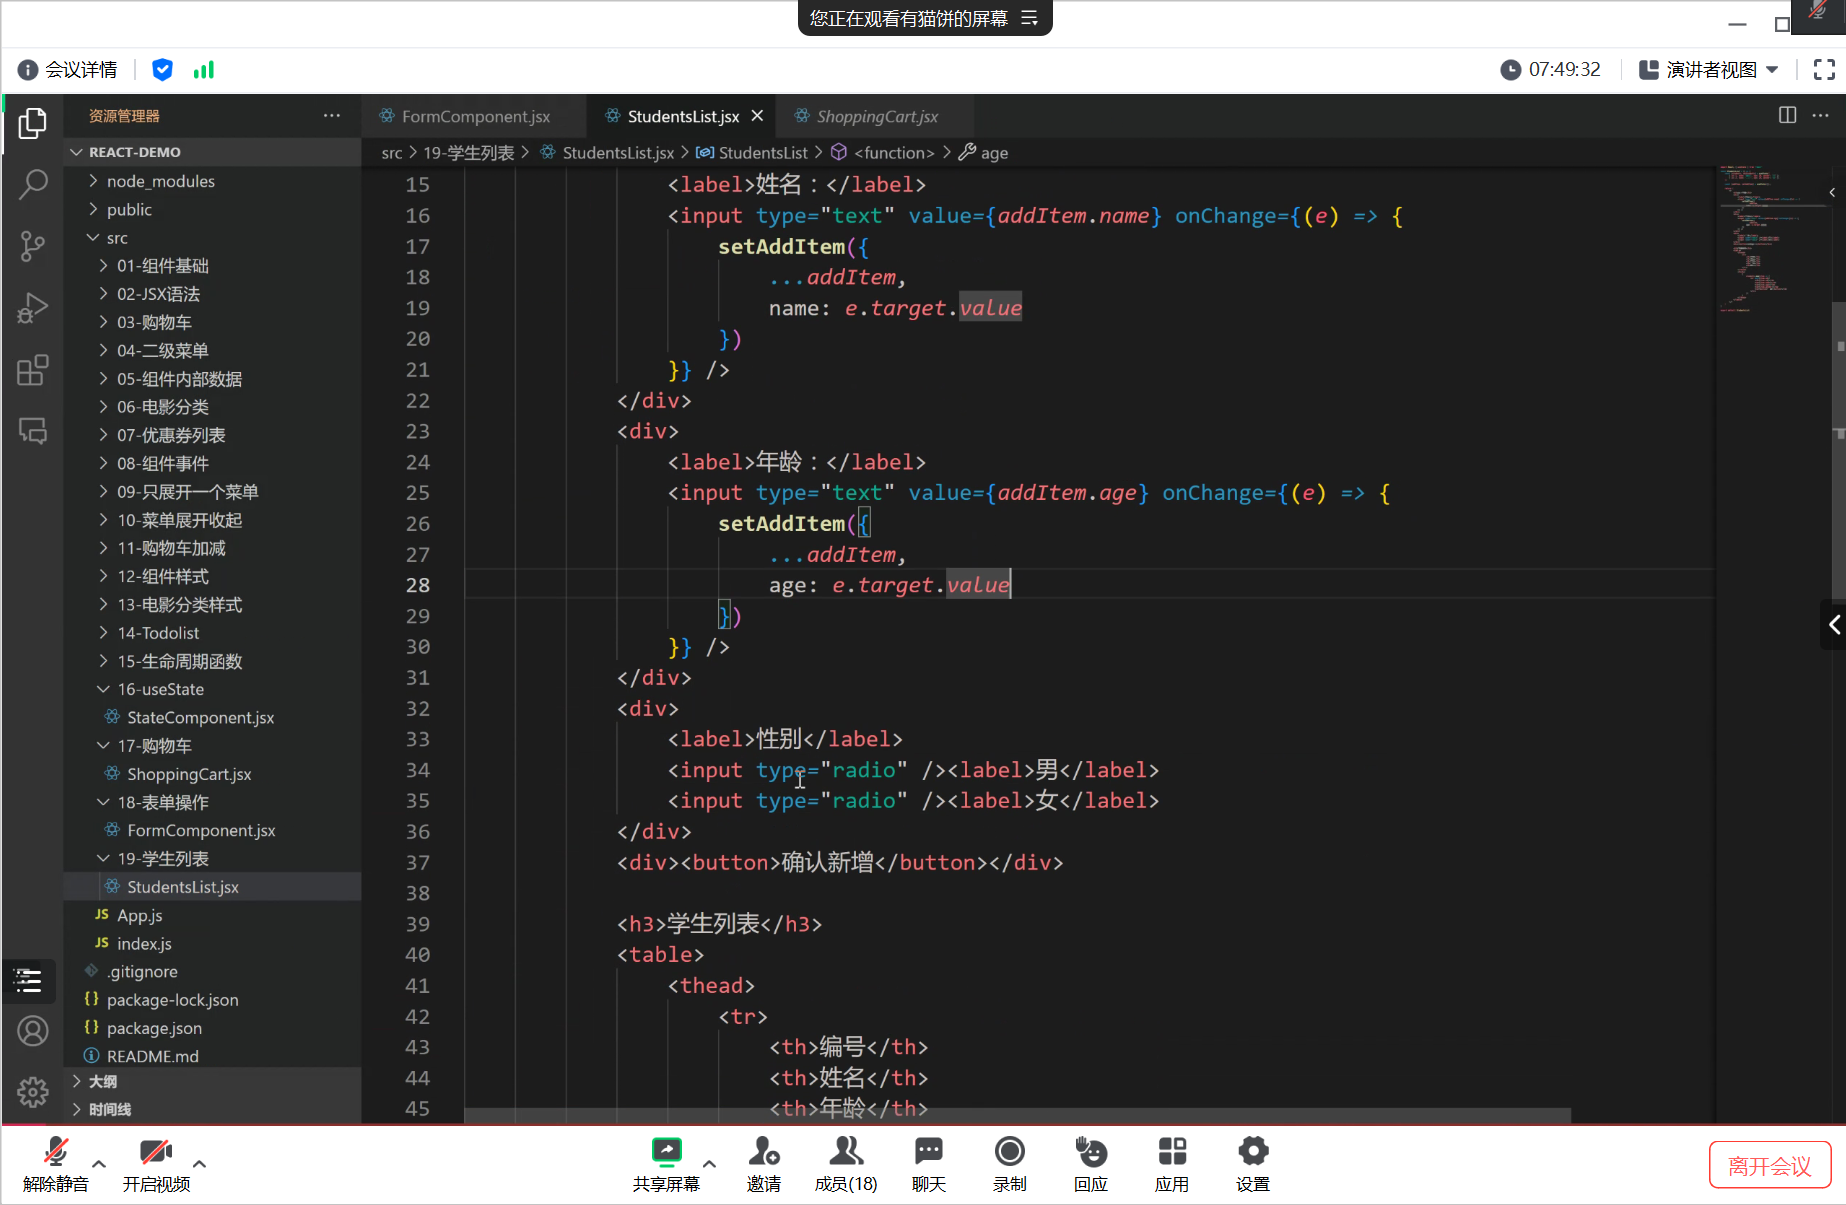 您正在观看有猫饼的屏幕
会议详情
07:49:32
演讲者视图
资源管理器
REACT-DEMO
node_modules
public
src
01-组件基础
02-JSX语法
03-购物车
04-二级菜单
05-组件内部数据
06-电影分类
07-优惠券列表
08-组件事件
09-只展开一个菜单
10-菜单展开收起
11-购物车加减
12-组件样式
13-电影分类样式
14-Todolist
15-生命周期函数
16-useState
StateComponent.jsx
17-购物车
ShoppingCart.jsx
18-表单操作
FormComponent.jsx
19-学生列表
StudentsList.jsx
JS App.js
JS index.js
.gitignore
{} package-lock.json
{} package.json
README.md
大纲
时间线
FormComponent.jsx
StudentsList.jsx
ShoppingCart.jsx
src > 19-学生列表 > StudentsList.jsx > StudentsList > <function> > age
15 <label>姓名：</label>
16 <input type="text" value={addItem.name} onChange={(e) => {
17 setAddItem({
18 ...addItem,
19 name: e.target.value
20 })
21 }} />
22 </div>
23 <div>
24 <label>年龄：</label>
25 <input type="text" value={addItem.age} onChange={(e) => {
26 setAddItem({
27 ...addItem,
28 age: e.target.value
29 })
30 }} />
31 </div>
32 <div>
33 <label>性别</label>
34 <input type="radio" /><label>男</label>
35 <input type="radio" /><label>女</label>
36 </div>
37 <div><button>确认新增</button></div>
38
39 <h3>学生列表</h3>
40 <table>
41 <thead>
42 <tr>
43 <th>编号</th>
44 <th>姓名</th>
45 <th>年龄</th>
解除静音
开启视频
共享屏幕
邀请
成员(18)
聊天
录制
回应
应用
设置
离开会议